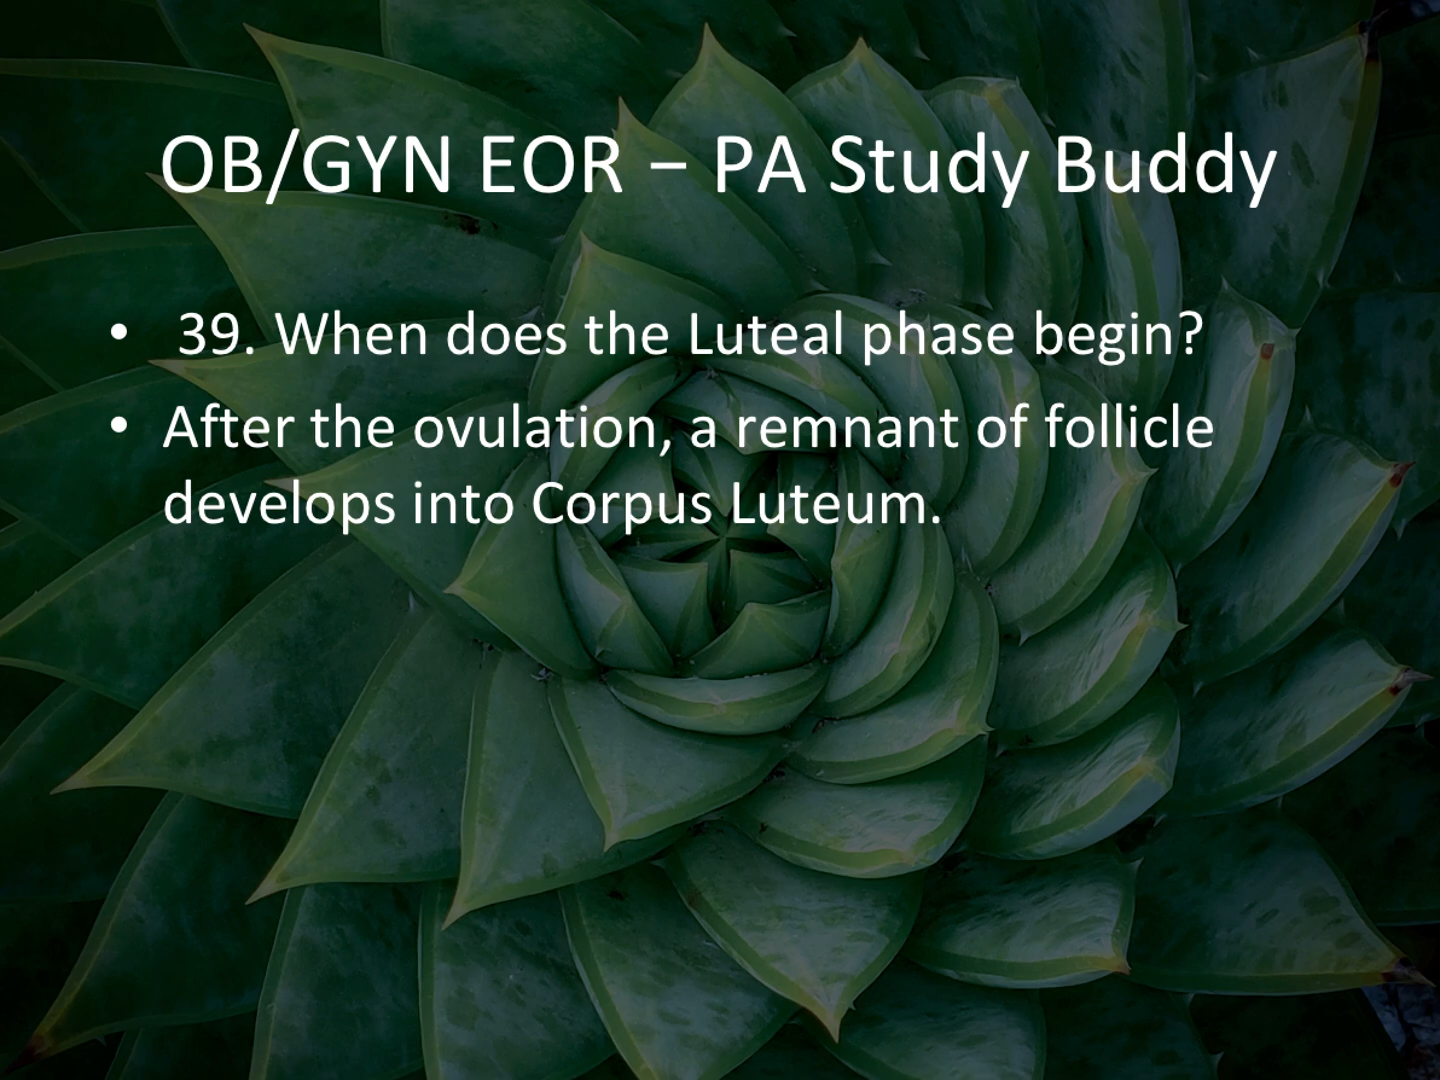 OB/GYN EOR – PA Study Buddy
• 39. When does the Luteal phase begin?
• After the ovulation, a remnant of follicle
develops into Corpus Luteum.